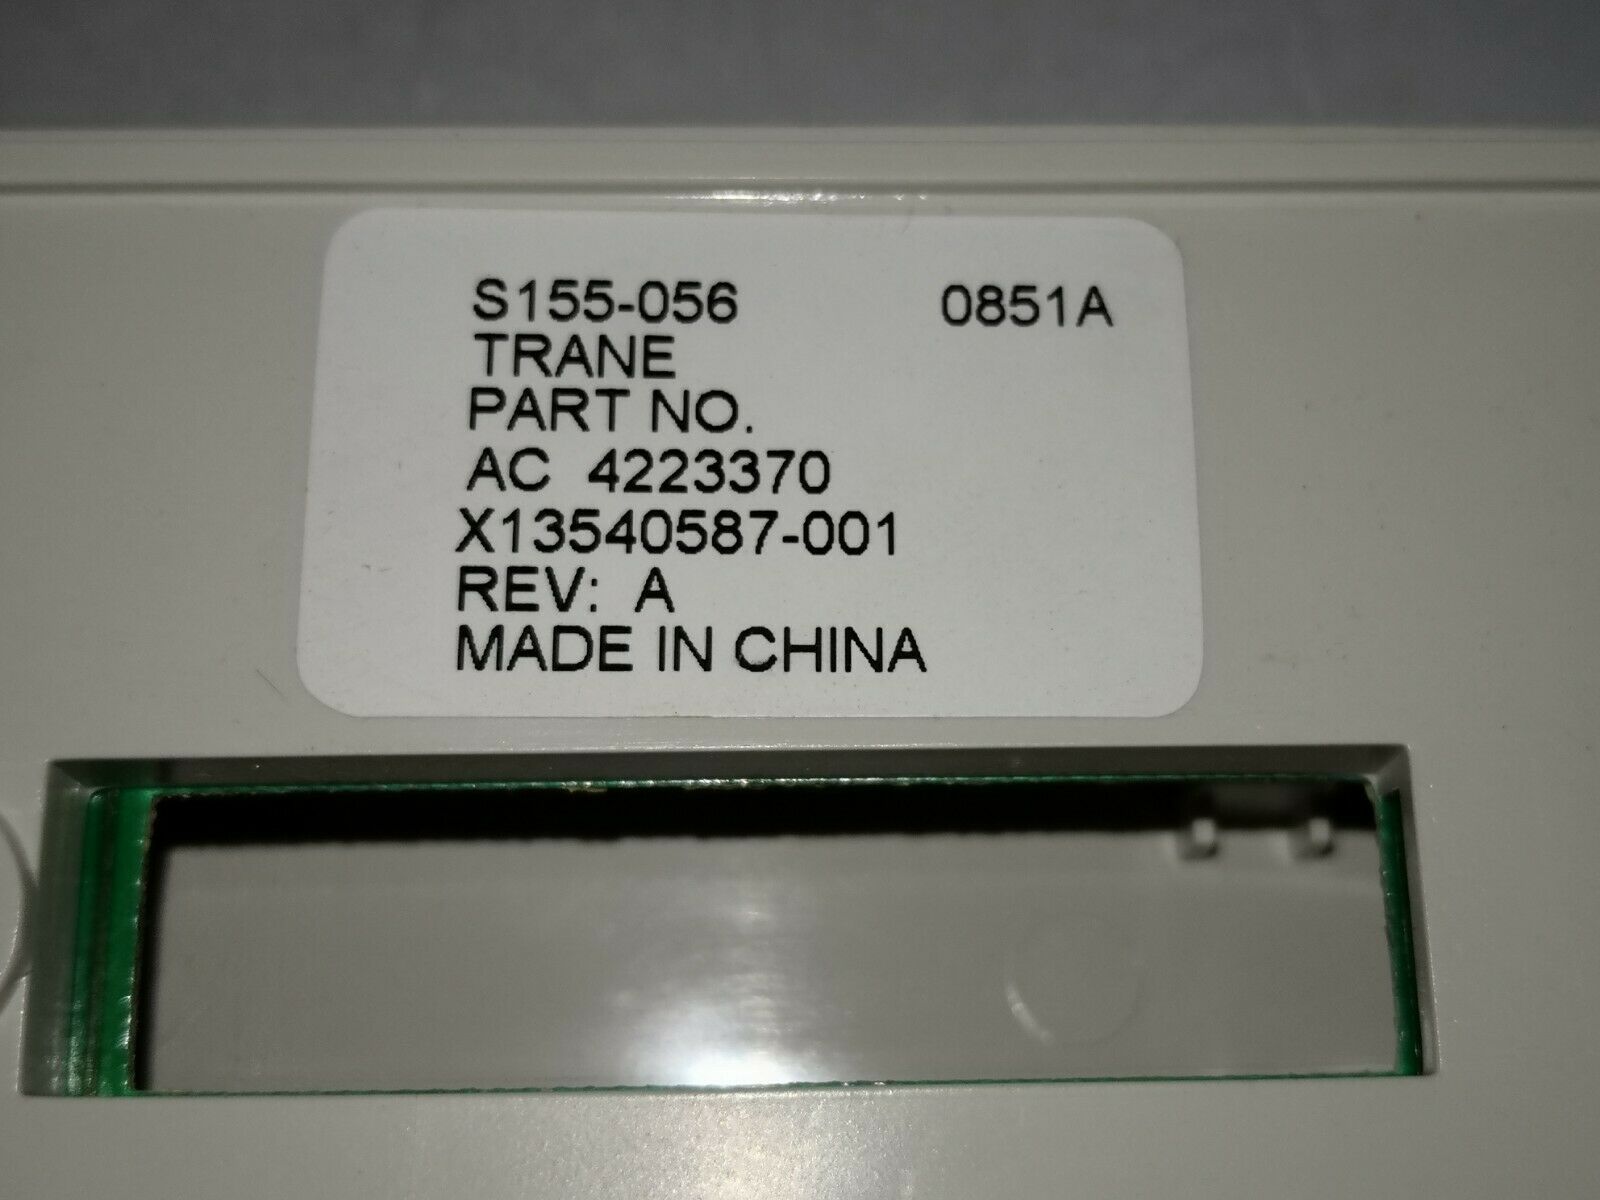 S155-056 0851A
TRANE
PART NO.
AC 4223370
X13540587-001
REV: A
MADE IN CHINA